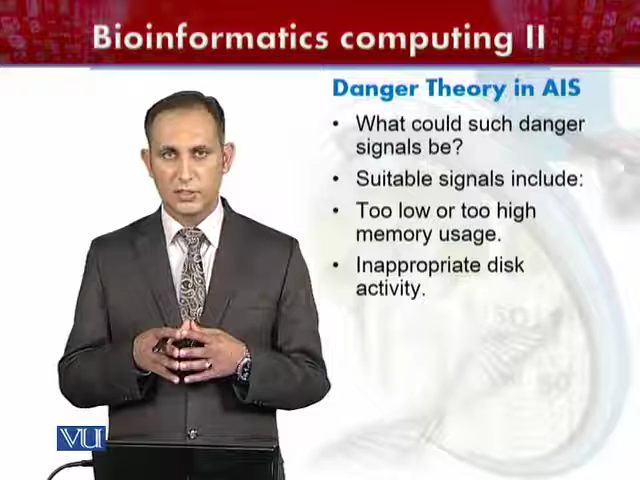 Bioinformatics computing II
Danger Theory in AIS
• What could such danger
signals be?
• Suitable signals include:
• Too low or too high
memory usage.
• Inappropriate disk
activity.
VU